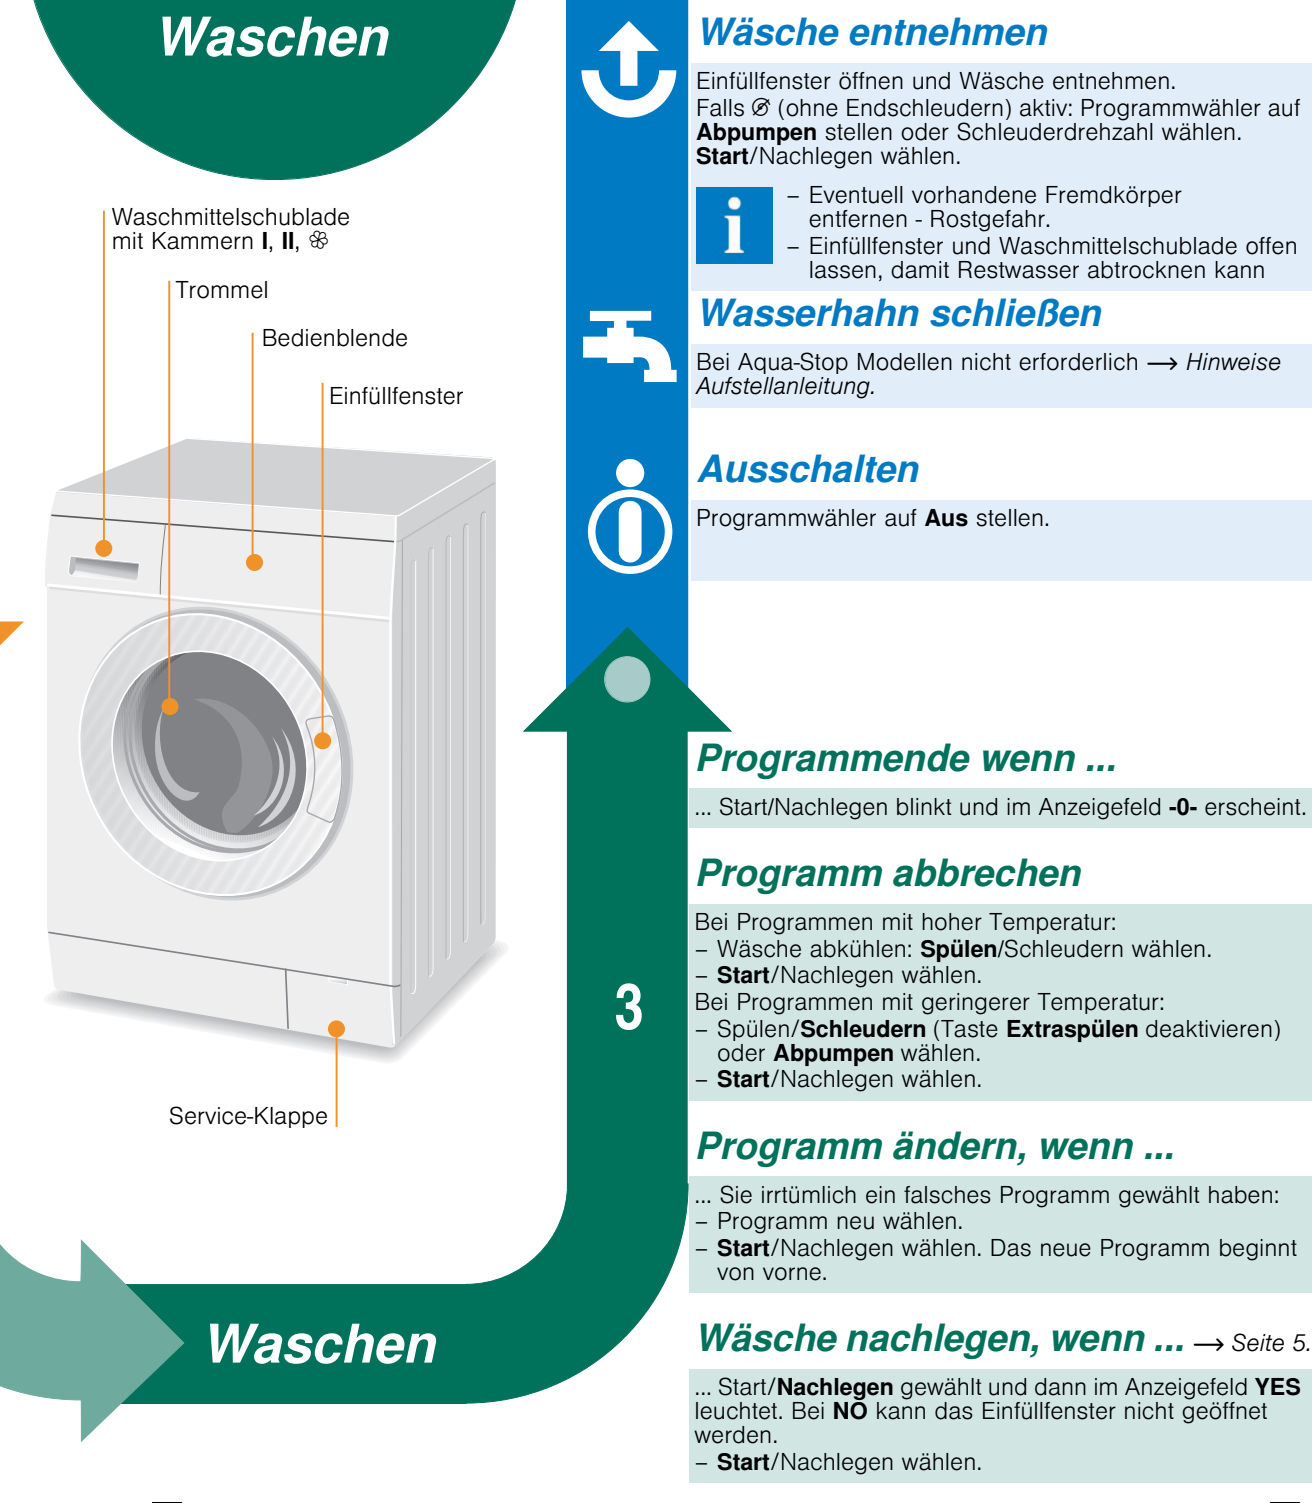 Waschen
Waschmittelschublade
mit Kammern I, II, ֍
Trommel
Bedienblende
Einfüllfenster
Service-Klappe
Waschen
3
Wäsche entnehmen
Einfüllfenster öffnen und Wäsche entnehmen.
Falls (ohne Endschleudern) aktiv: Programmwähler auf
Abpumpen stellen oder Schleuderdrehzahl wählen.
Start/Nachlegen wählen.
i
– Eventuell vorhandene Fremdkörper
entfernen - Rostgefahr.
– Einfüllfenster und Waschmittelschublade offen
lassen, damit Restwasser abtrocknen kann
Wasserhahn schließen
Bei Aqua-Stop Modellen nicht erforderlich → Hinweise
Aufstellanleitung.
Ausschalten
Programmwähler auf Aus stellen.
Programmende wenn ...
... Start/Nachlegen blinkt und im Anzeigefeld -0- erscheint.
Programm abbrechen
Bei Programmen mit hoher Temperatur:
– Wäsche abkühlen: Spülen/Schleudern wählen.
– Start/Nachlegen wählen.
Bei Programmen mit geringerer Temperatur:
– Spülen/Schleudern (Taste Extraspülen deaktivieren)
oder Abpumpen wählen.
– Start/Nachlegen wählen.
Programm ändern, wenn ...
... Sie irrtümlich ein falsches Programm gewählt haben:
– Programm neu wählen.
– Start/Nachlegen wählen. Das neue Programm beginnt
von vorne.
Wäsche nachlegen, wenn ... → Seite 5.
... Start/Nachlegen gewählt und dann im Anzeigefeld YES
leuchtet. Bei NO kann das Einfüllfenster nicht geöffnet
werden.
– Start/Nachlegen wählen.